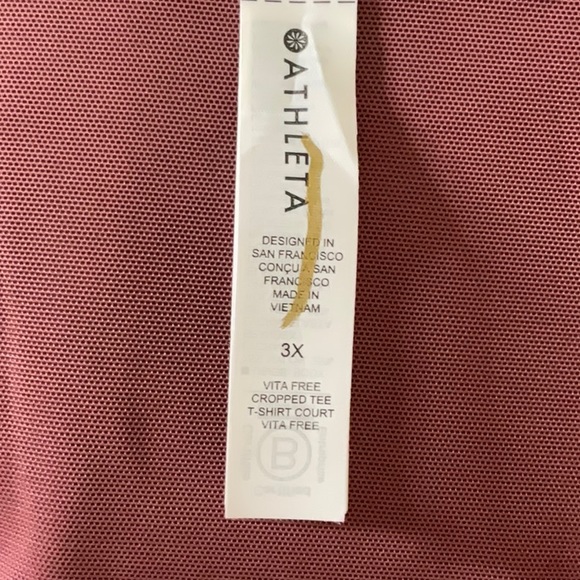 ATHLETA
DESIGNED IN
SAN FRANCISCO
CONÇU À SAN
FRANCISCO
MADE IN
VIETNAM
3X
VITA FREE
CROPPED TEE
T-SHIRT COURT
VITA FREE
B